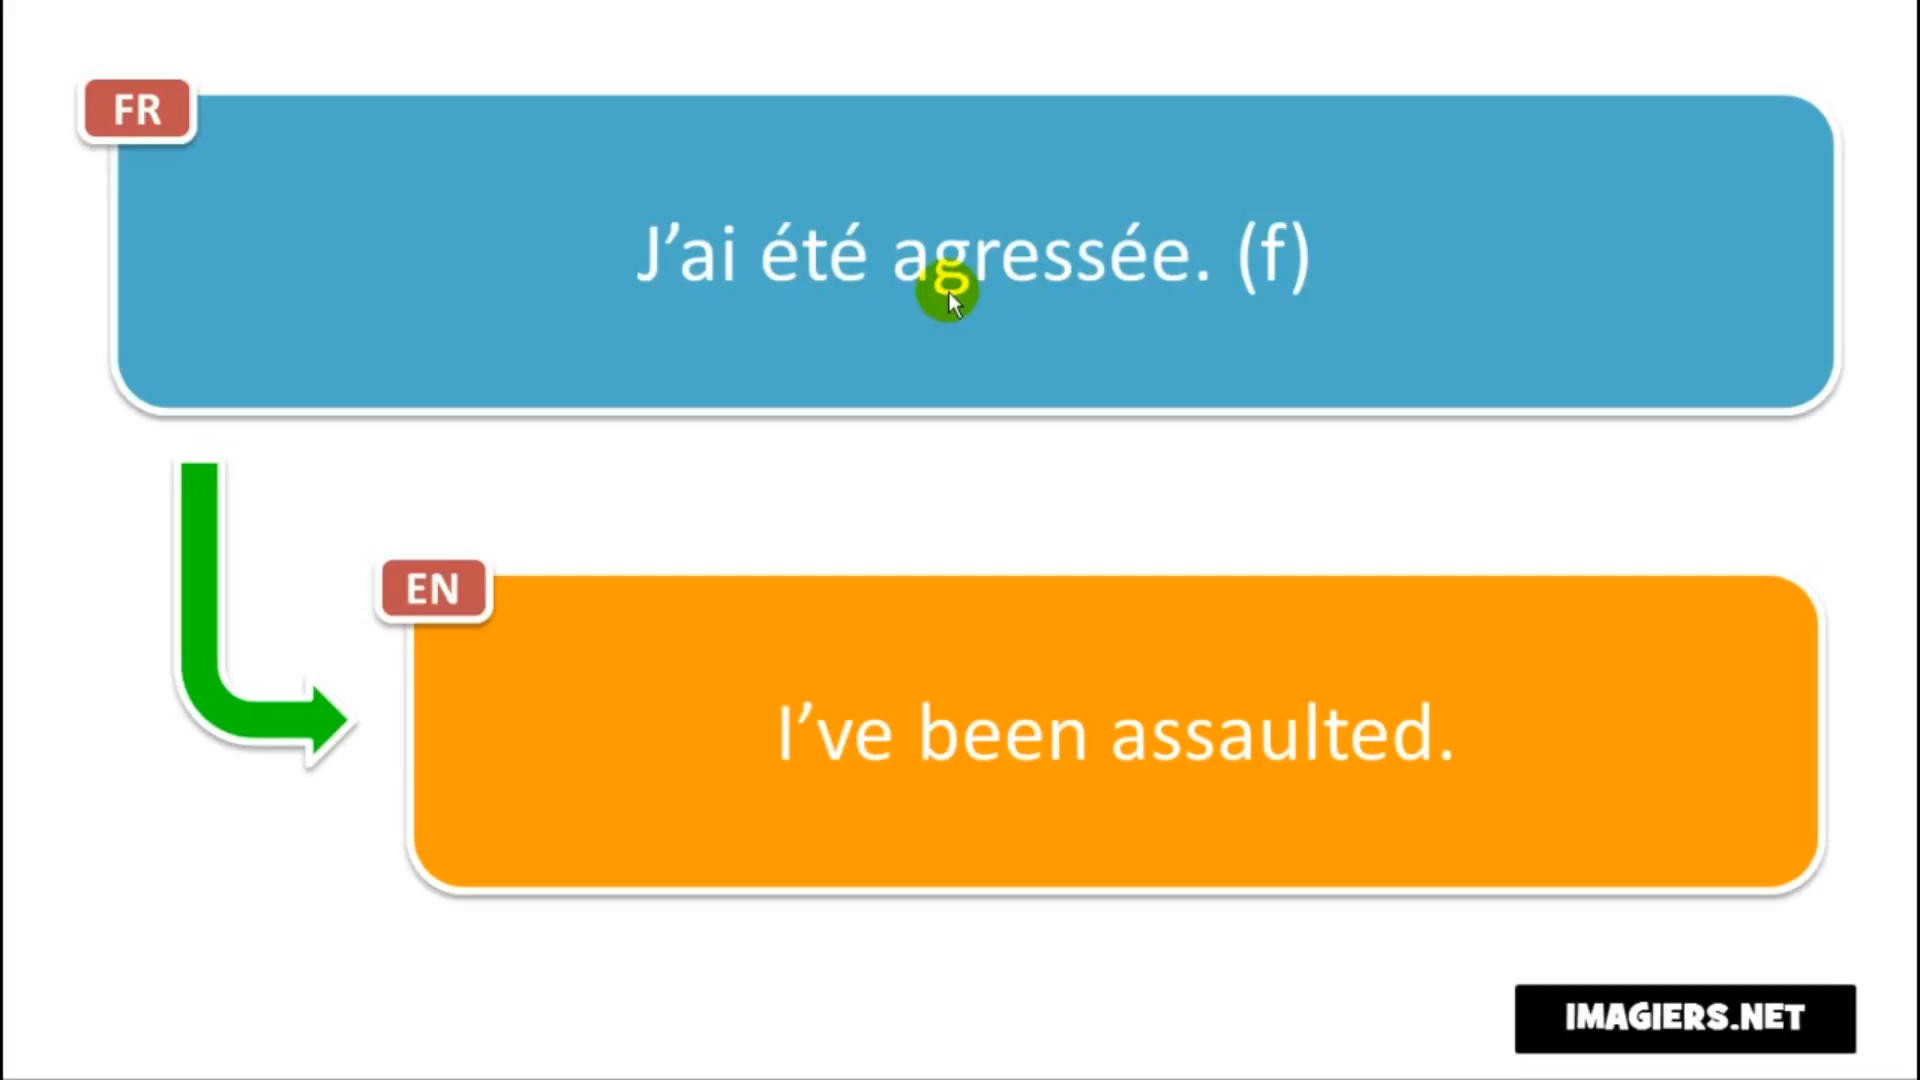 FR
J’ai été agressée. (f)
EN
I’ve been assaulted.
IMAGIERS.NET